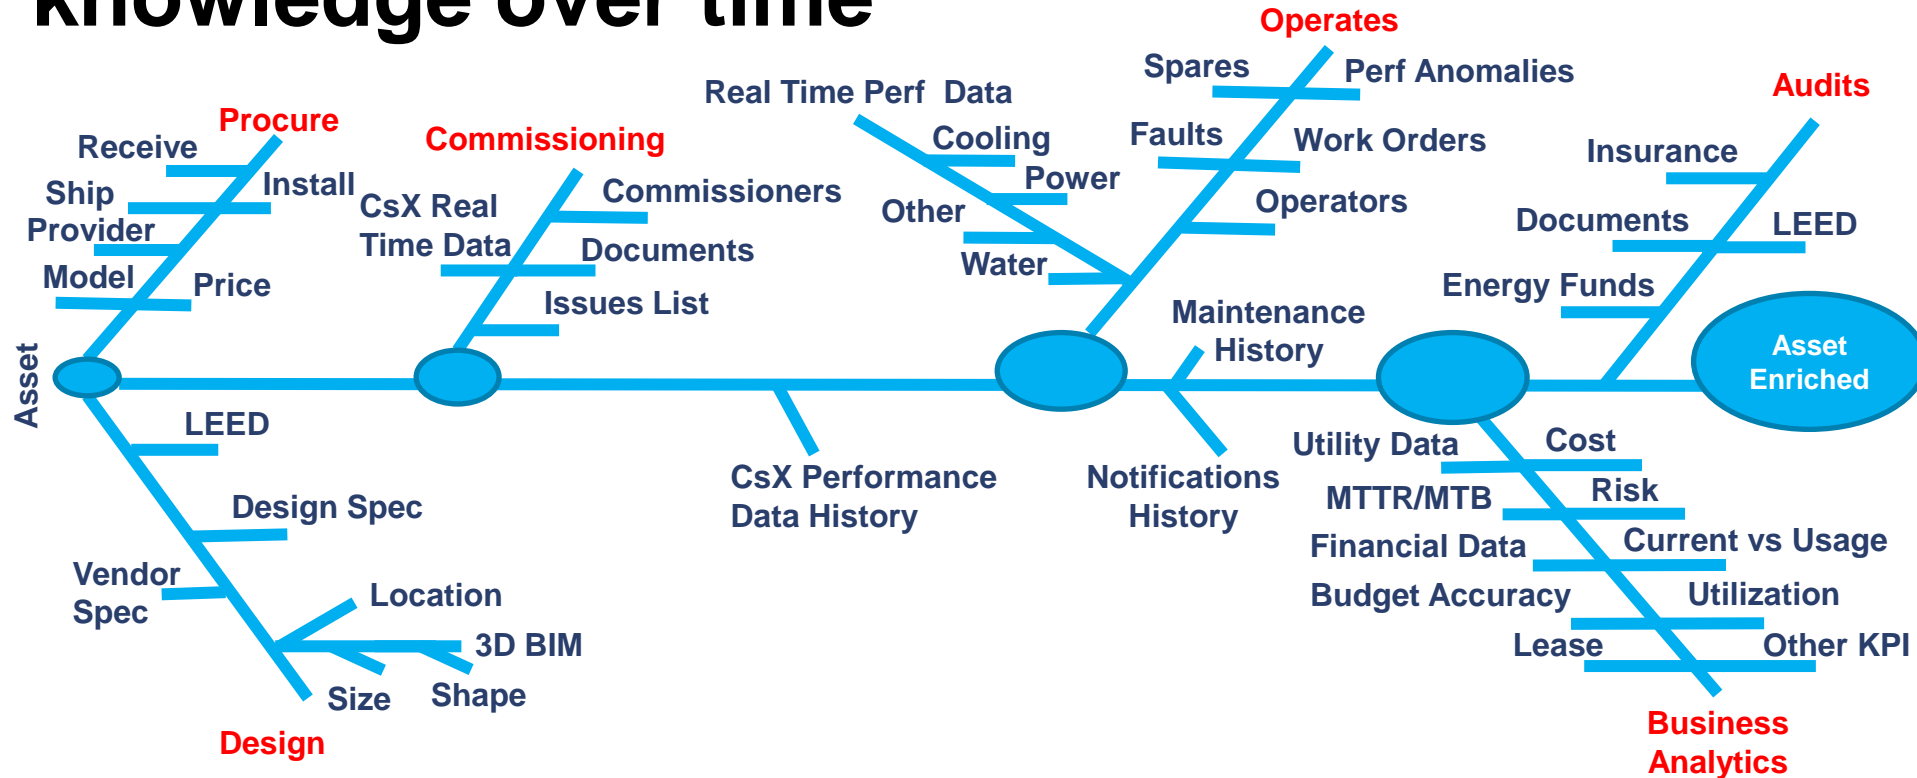 knowledge over time
Operates
Spares
Perf Anomalies
Real Time Perf Data
Audits
Procure
Commissioning
Cooling
Faults
Work Orders
Receive
Insurance
Install
Power
Ship
Commissioners
CsX Real
Time Data
Other
Operators
Provider
Documents
Documents
LEED
Water
Model
Price
Energy Funds
Issues List
Maintenance
History
Asset
Asset
Enriched
LEED
Utility Data
Cost
CsX Performance
Data History
Notifications
History
MTTR/MTB
Risk
Design Spec
Financial Data
Current vs Usage
Vendor
Spec
Location
Budget Accuracy
Utilization
3D BIM
Lease
Other KPI
Size
Shape
Design
Business
Analytics